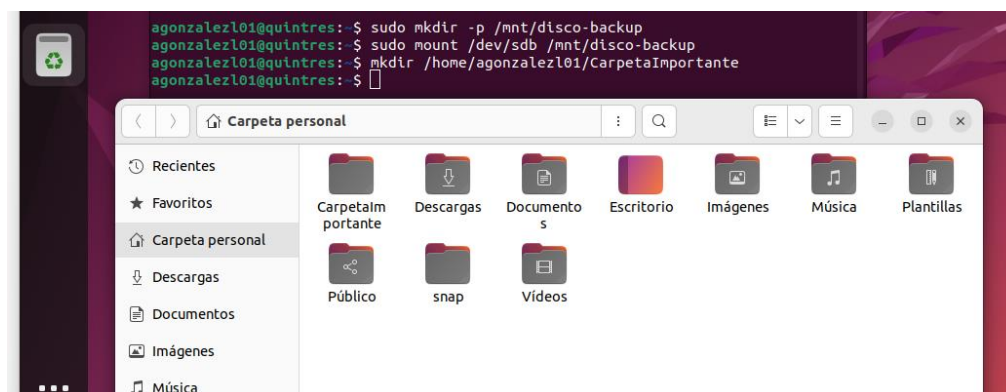 agonzalezl01@quintres:~$ sudo mkdir -p /mnt/disco-backup
agonzalezl01@quintres:~$ sudo mount /dev/sdb /mnt/disco-backup
agonzalezl01@quintres:~$ mkdir /home/agonzalezl01/CarpetaImportante
agonzalezl01@quintres:~$
Carpeta personal
Recientes
Favoritos
Carpeta personal
Descargas
Documentos
Imágenes
Música
CarpetaIm
portante
Descargas
Documento
s
Escritorio
Imágenes
Música
Plantillas
Público
snap
Vídeos